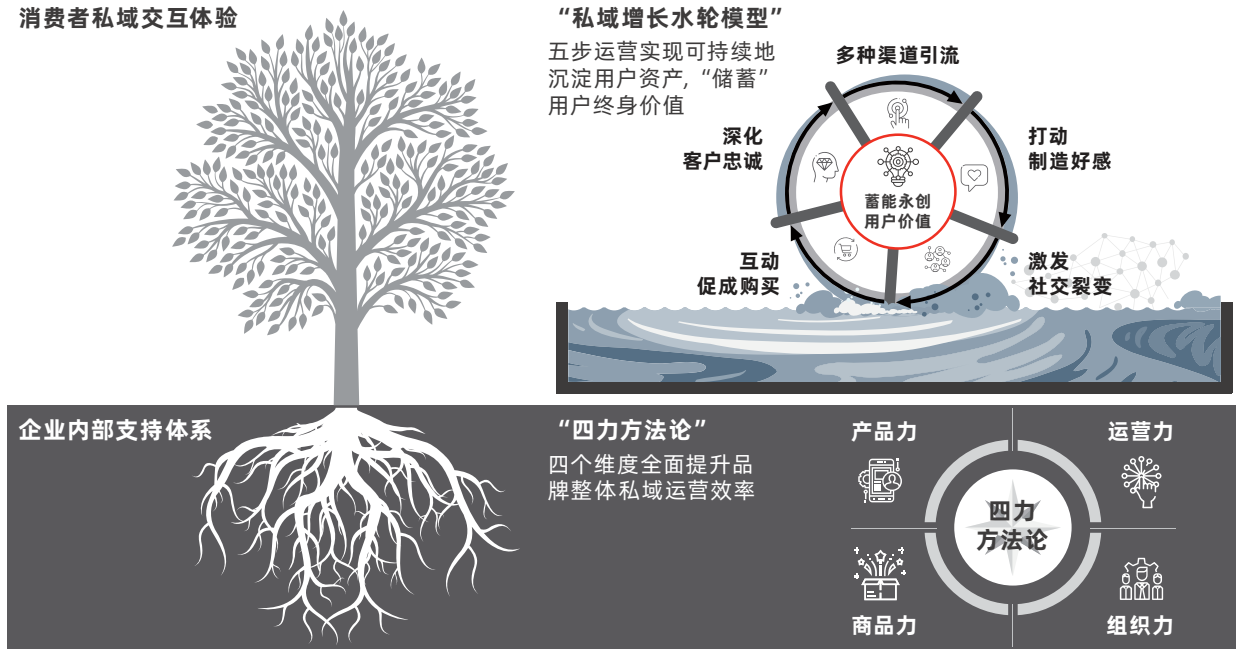 消费者私域交互体验
“私域增长水轮模型”
五步运营实现可持续地
沉淀用户资产,“储蓄”
用户终身价值
多种渠道引流
深化
客户忠诚
打动
制造好感
蓄能永创
用户价值
互动
促成购买
激发
社交裂变
企业内部支持体系
“四力方法论”
四个维度全面提升品
牌整体私域运营效率
产品力
运营力
四力
方法论
商品力
组织力